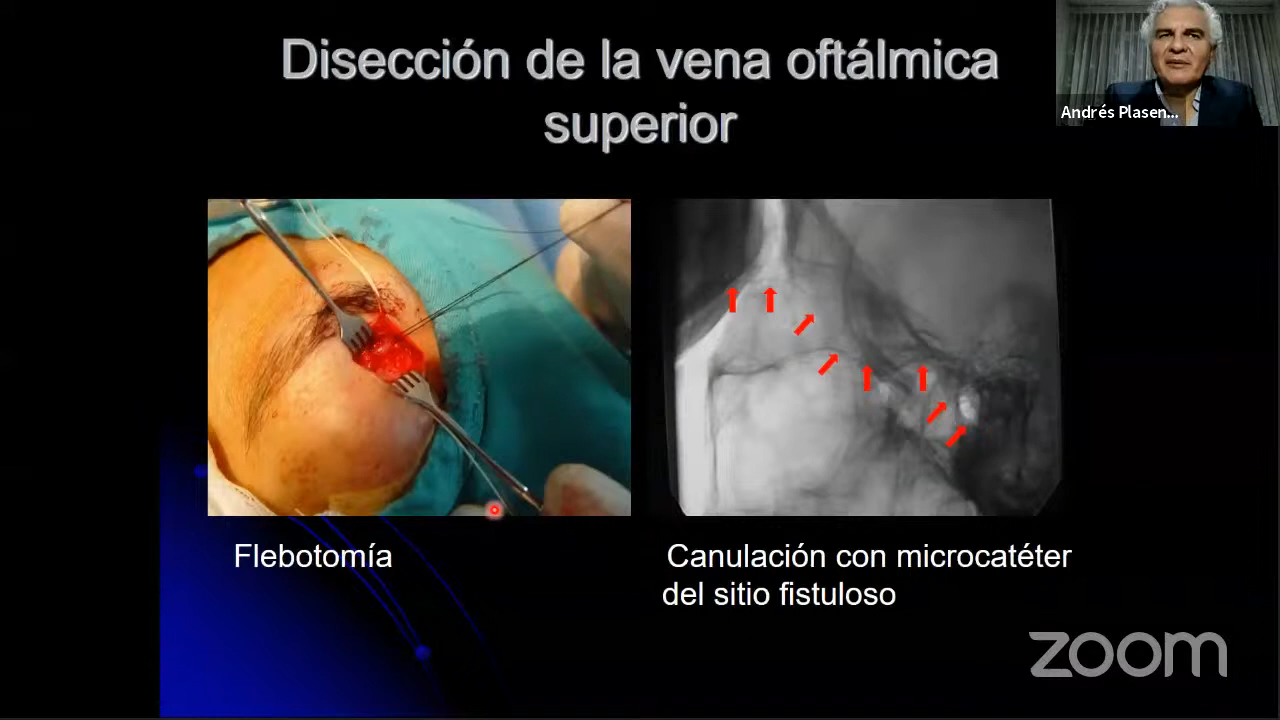 Disección de la vena oftálmica
superior
Andrés Plasen...
Flebotomía
Canulación con microcatéter
del sitio fistuloso
zoom